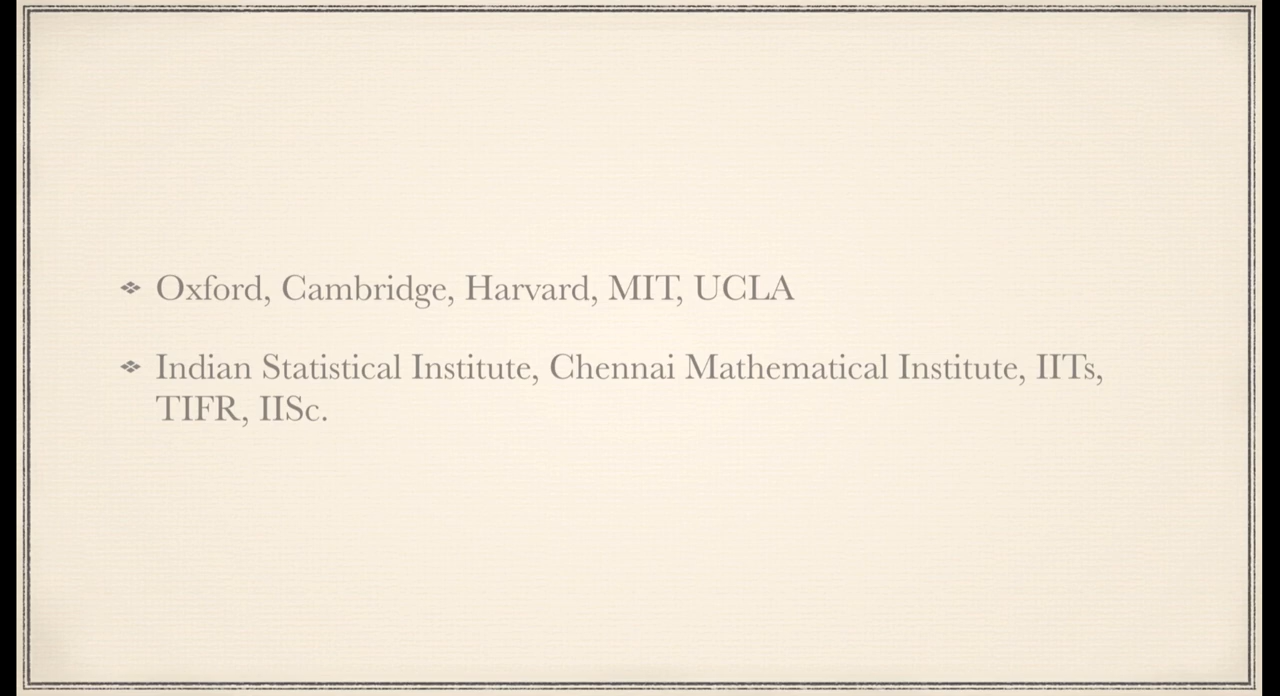 ❖ Oxford, Cambridge, Harvard, MIT, UCLA
❖ Indian Statistical Institute, Chennai Mathematical Institute, IITs,
TIFR, IISc.